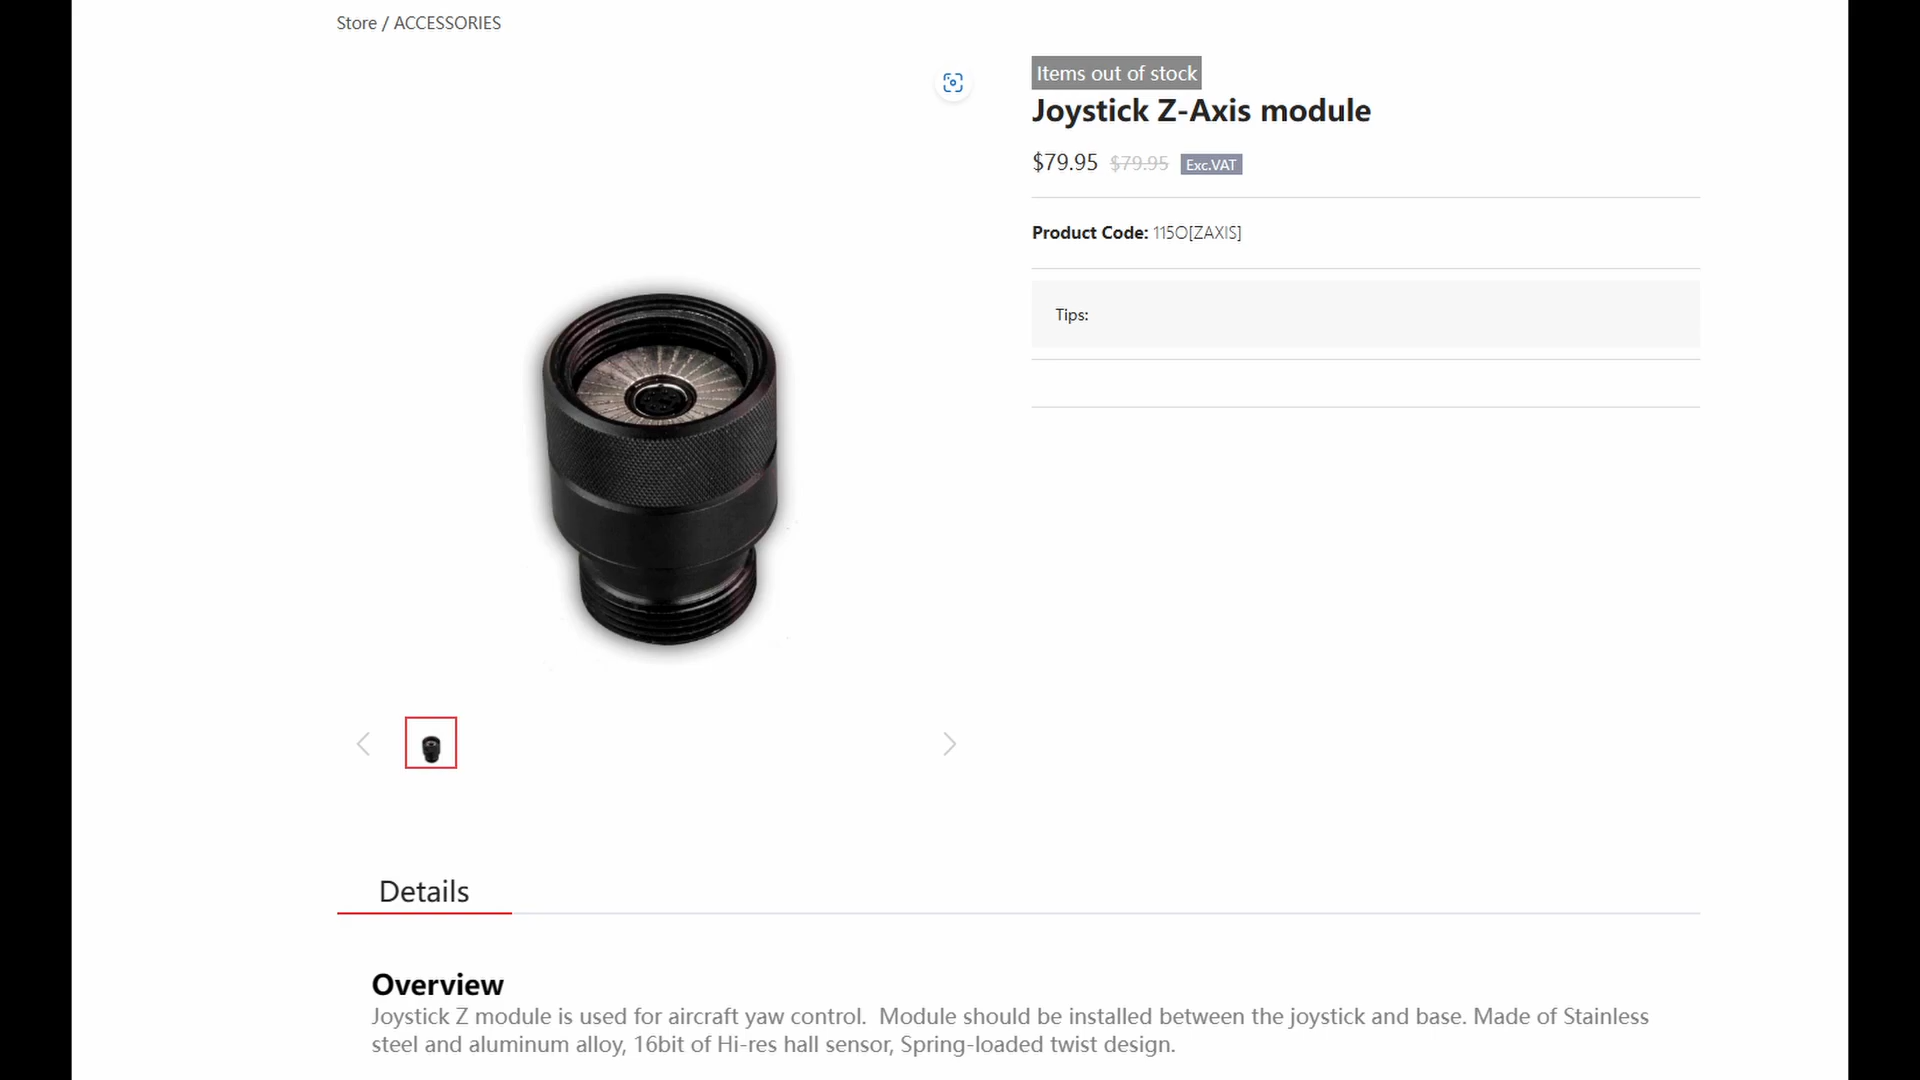 Store / ACCESSORIES
Items out of stock
Joystick Z-Axis module
$79.95 $79.95 Exc.VAT
Product Code: 115O[ZAXIS]
Tips:
Details
Overview
Joystick Z module is used for aircraft yaw control.  Module should be installed between the joystick and base. Made of Stainless
steel and aluminum alloy, 16bit of Hi-res hall sensor, Spring-loaded twist design.